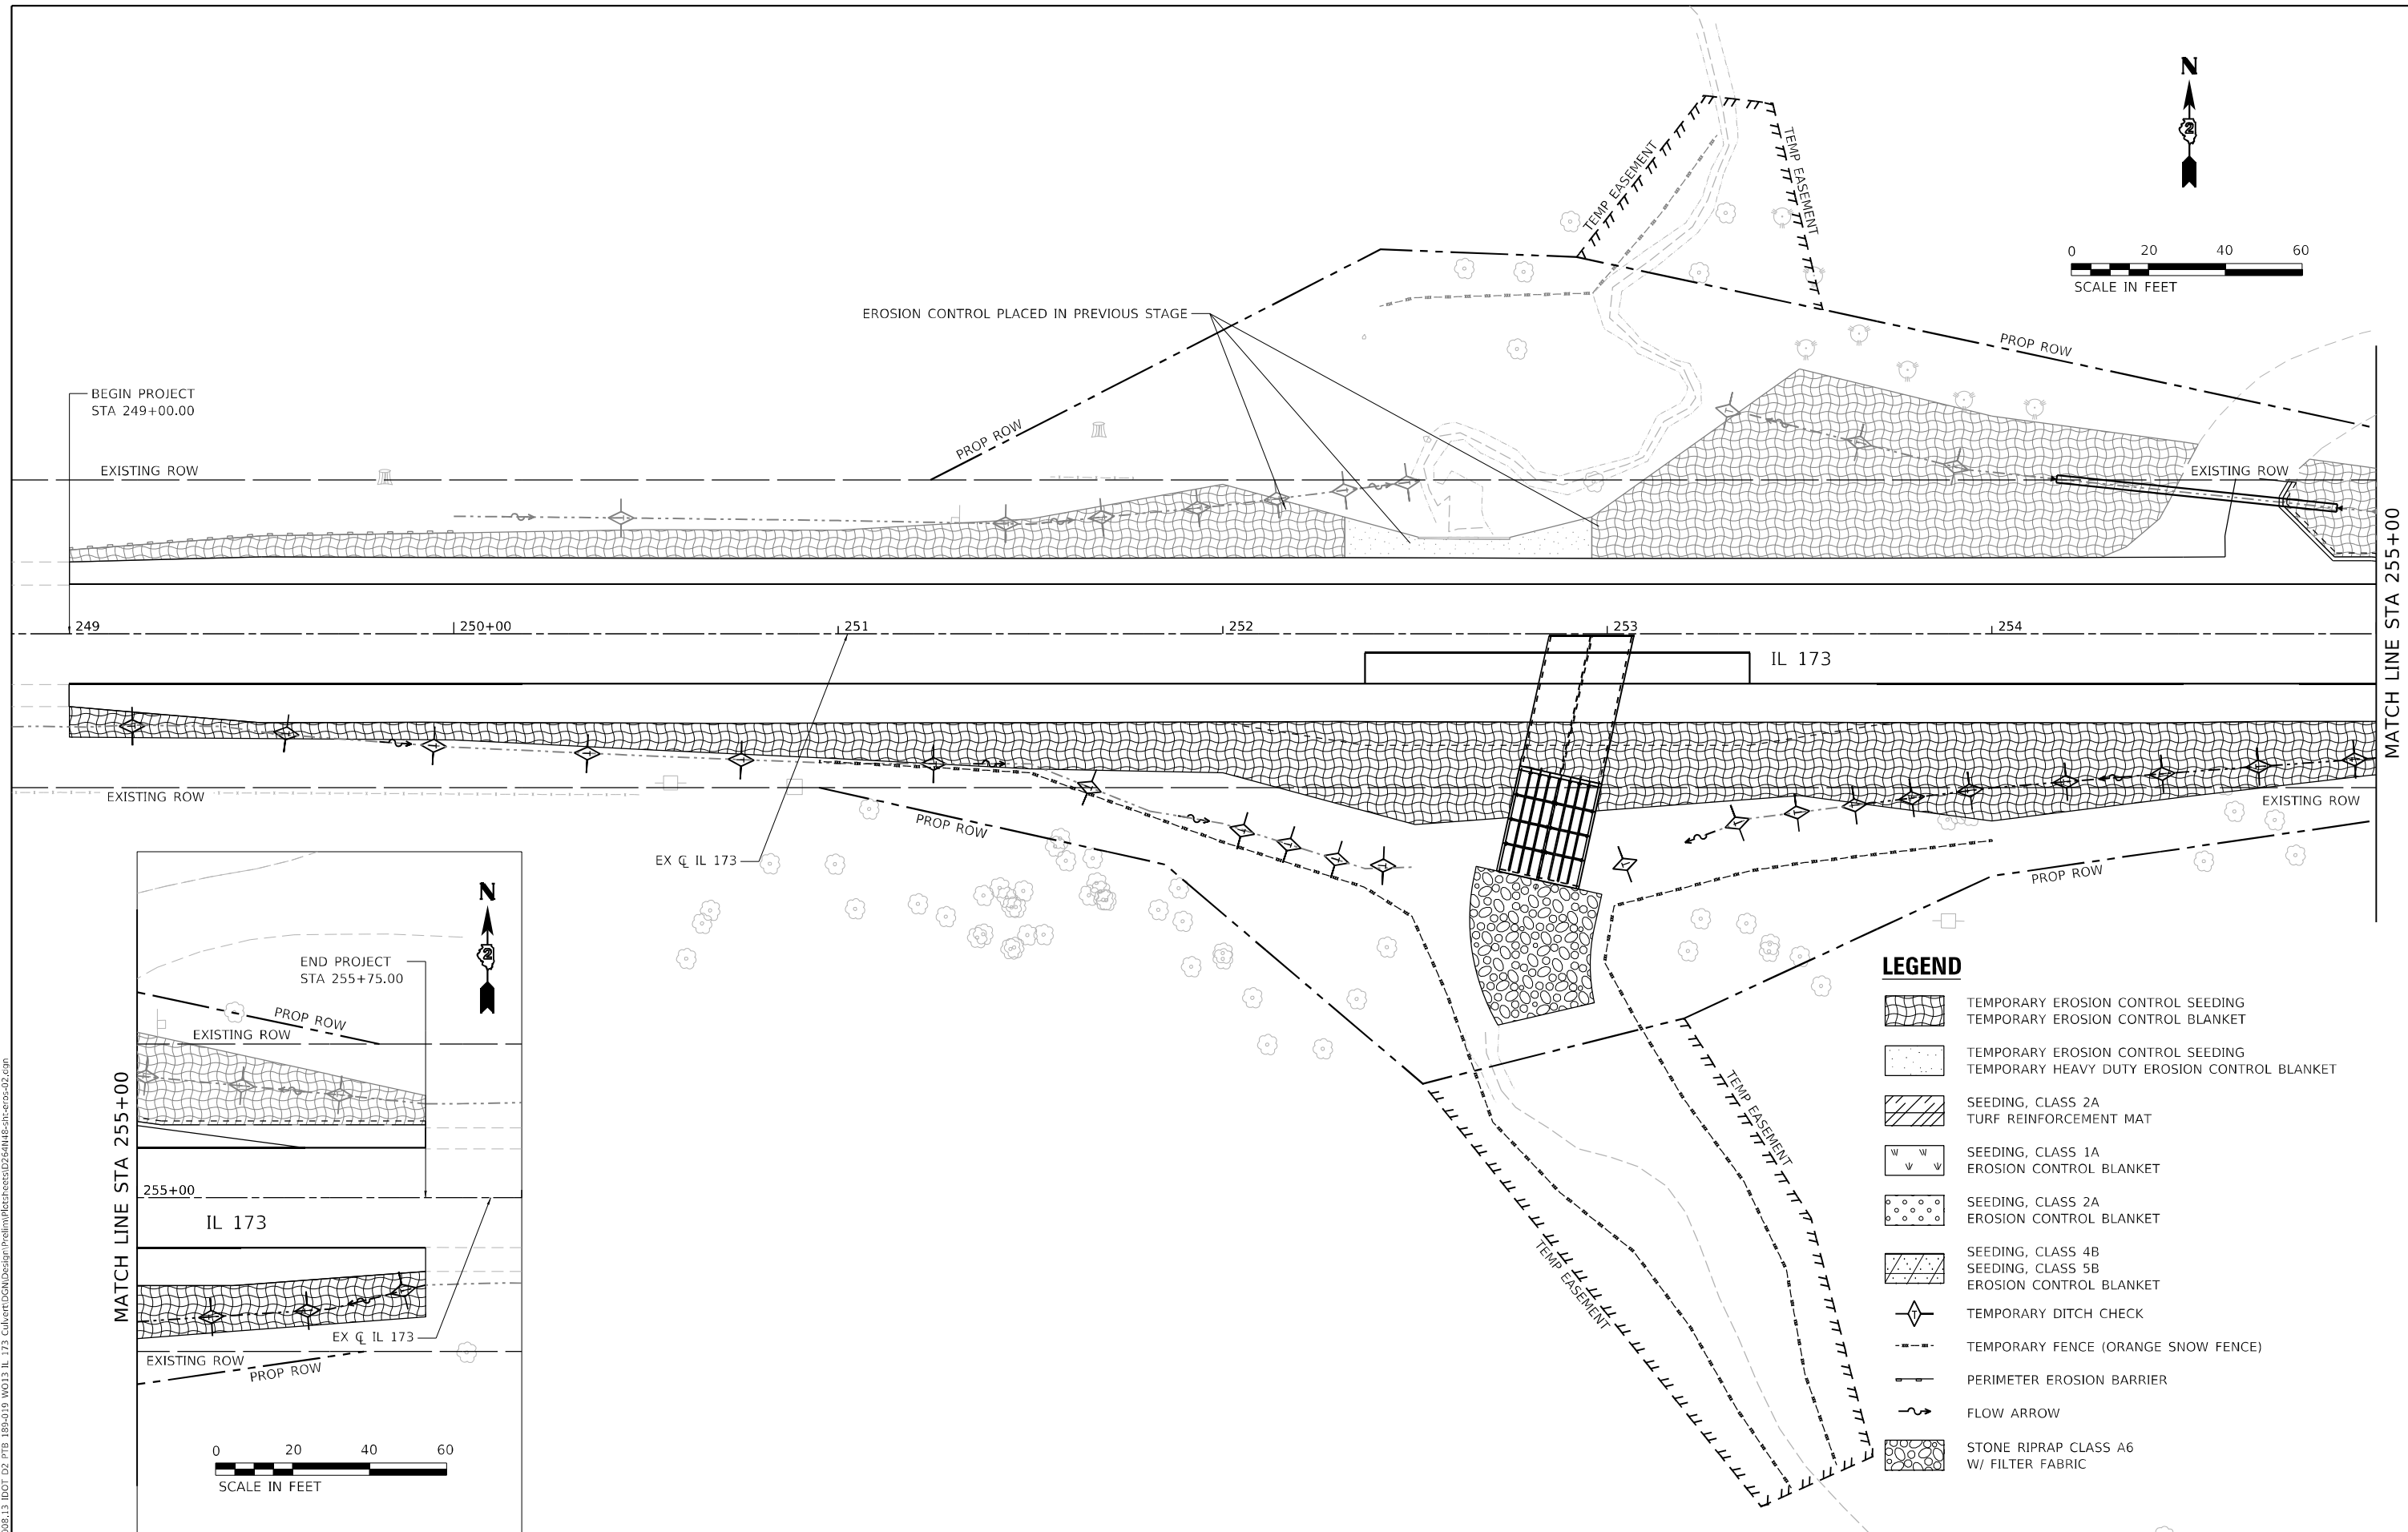 N
2
0 20 40 60
SCALE IN FEET
TEMP EASEMENT
TEMP EASEMENT
EROSION CONTROL PLACED IN PREVIOUS STAGE
PROP ROW
BEGIN PROJECT
STA 249+00.00
PROP ROW
EXISTING ROW
EXISTING ROW
MATCH LINE STA 255+00
249
250+00
251
252
253
254
IL 173
EXISTING ROW
EXISTING ROW
PROP ROW
EX ℄ IL 173
PROP ROW
TEMP EASEMENT
TEMP EASEMENT
N
2
END PROJECT
STA 255+75.00
PROP ROW
EXISTING ROW
MATCH LINE STA 255+00
255+00
IL 173
EX ℄ IL 173
EXISTING ROW
PROP ROW
0 20 40 60
SCALE IN FEET
LEGEND
TEMPORARY EROSION CONTROL SEEDING
TEMPORARY EROSION CONTROL BLANKET
TEMPORARY EROSION CONTROL SEEDING
TEMPORARY HEAVY DUTY EROSION CONTROL BLANKET
SEEDING, CLASS 2A
TURF REINFORCEMENT MAT
SEEDING, CLASS 1A
EROSION CONTROL BLANKET
SEEDING, CLASS 2A
EROSION CONTROL BLANKET
SEEDING, CLASS 4B
SEEDING, CLASS 5B
EROSION CONTROL BLANKET
T
TEMPORARY DITCH CHECK
TEMPORARY FENCE (ORANGE SNOW FENCE)
PERIMETER EROSION BARRIER
FLOW ARROW
STONE RIPRAP CLASS A6
W/ FILTER FABRIC